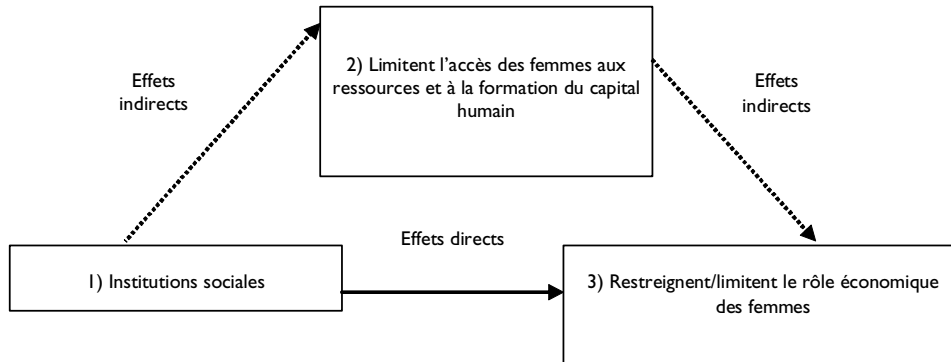 2) Limitent l'accès des femmes aux
ressources et à la formation du capital
humain
Effets
indirects
Effets
indirects
Effets directs
1) Institutions sociales
3) Restreignent/limitent le rôle économique
des femmes